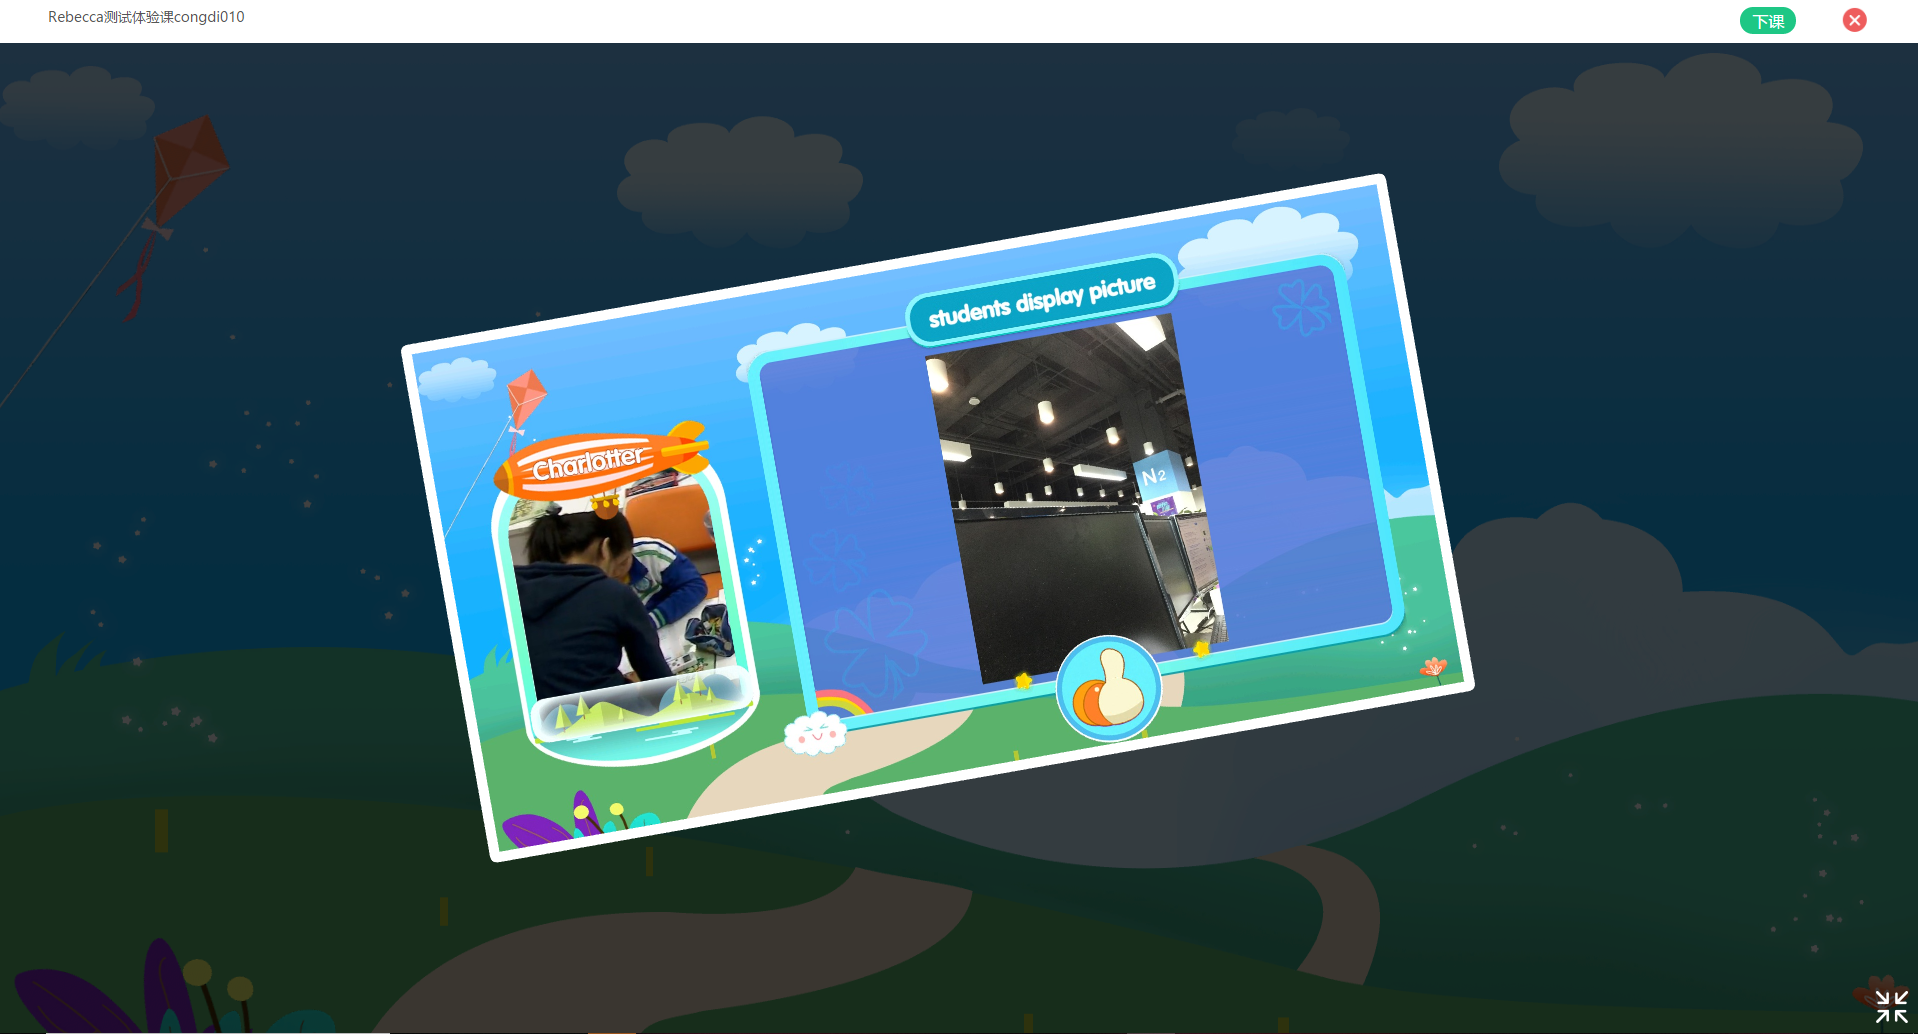 Rebecca测试体验课congdi010
下课
students display picture
Charlotter
N2